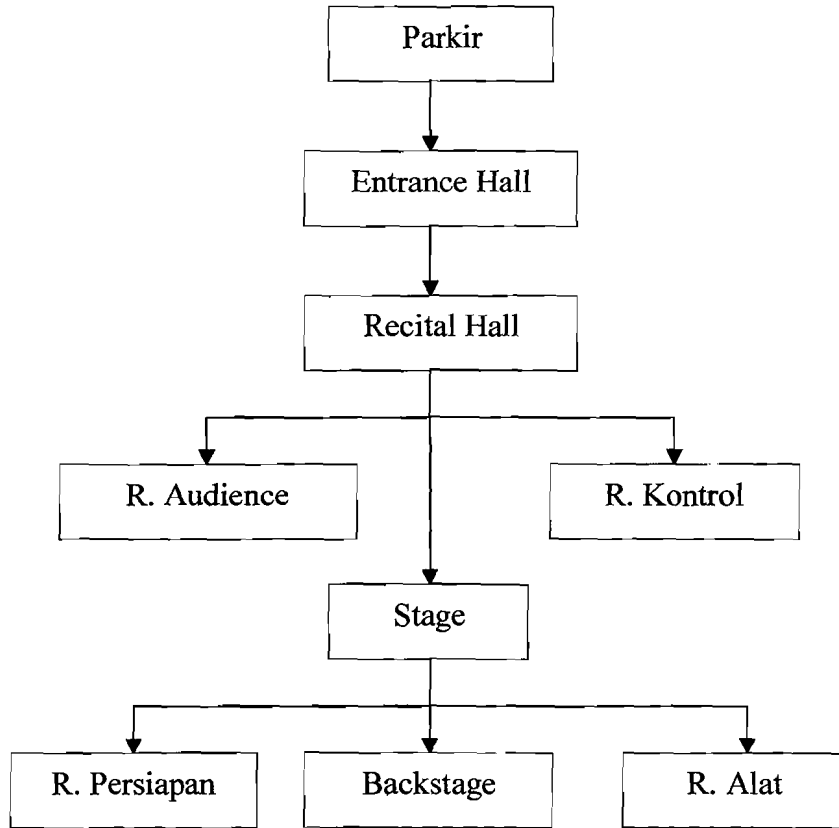 Parkir
Entrance Hall
Recital Hall
R. Audience
R. Kontrol
Stage
R. Persiapan
Backstage
R. Alat